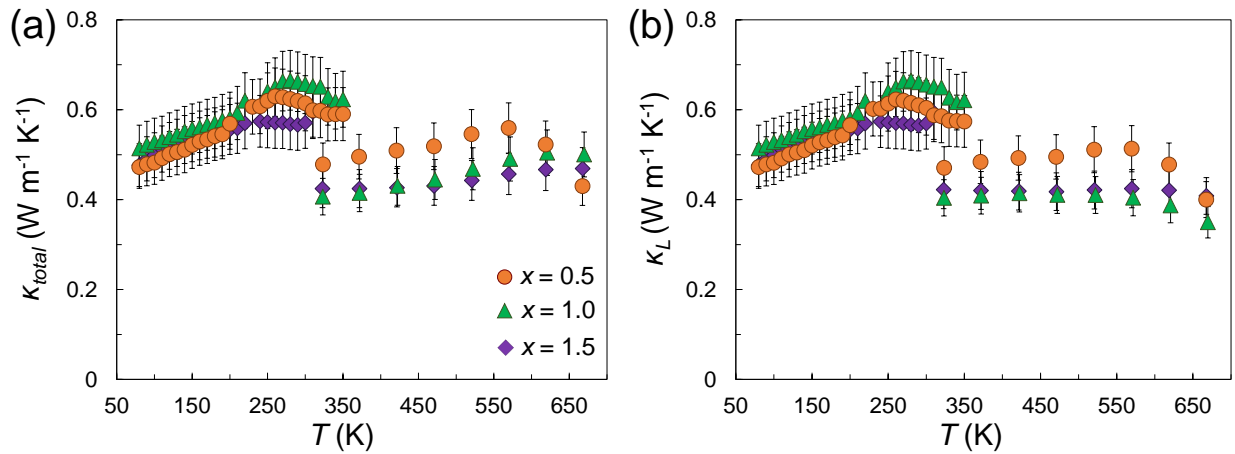 (a)
0.8
0.6
0.4
0.2
0
50 150 250 350 450 550 650
κtotal (W m-1 K-1)
T (K)
x = 0.5
x = 1.0
x = 1.5
(b)
0.8
0.6
0.4
0.2
0
50 150 250 350 450 550 650
κL (W m-1 K-1)
T (K)